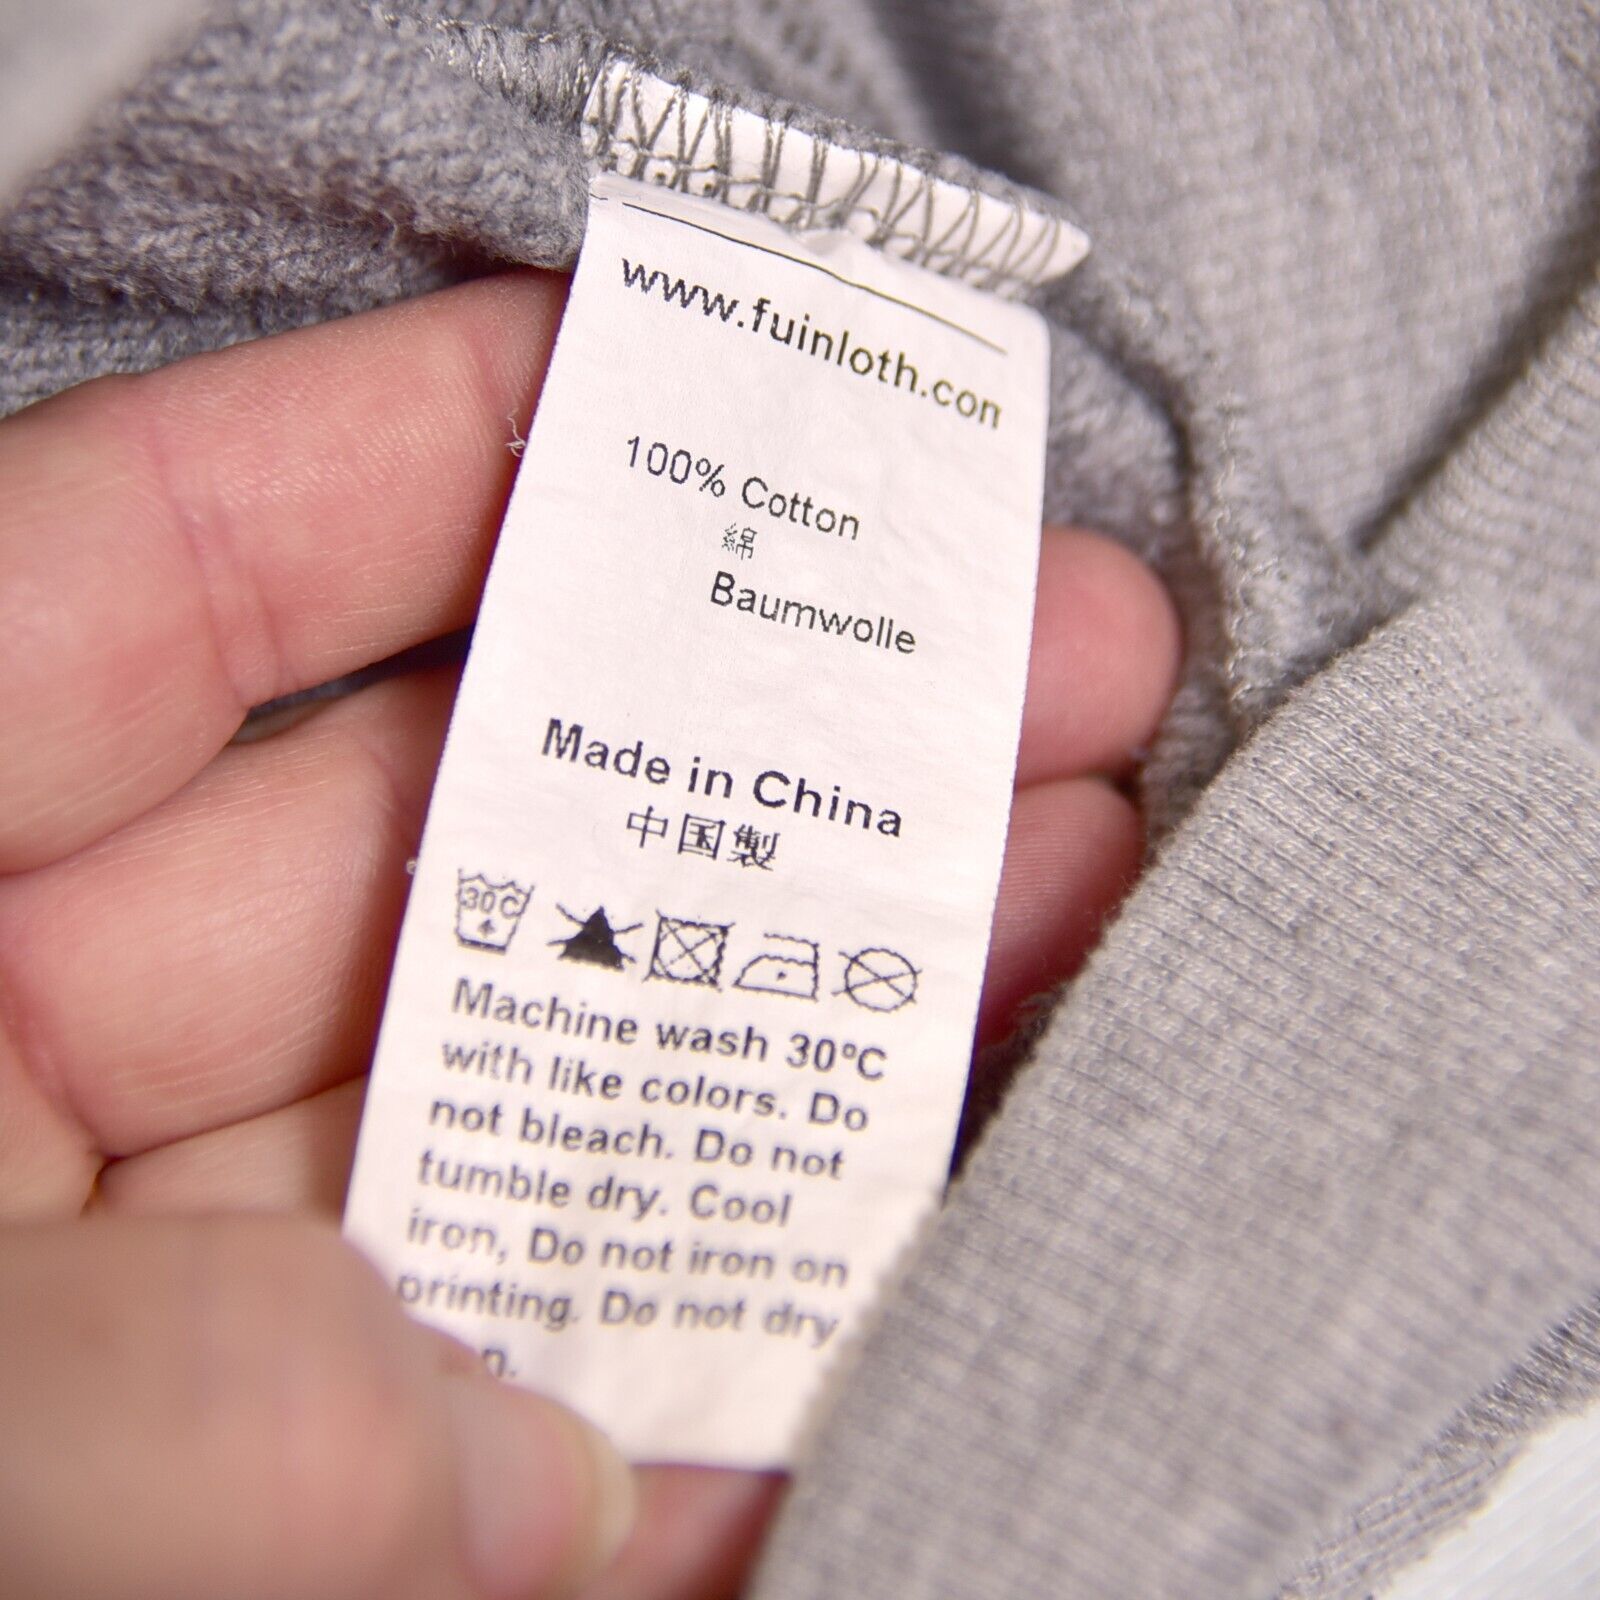 www.fuinloth.con
100% Cotton
綿
Baumwolle
Made in China
中国製
30C
Machine wash 30°C
with like colors. Do
not bleach. Do not
tumble dry. Cool
iron, Do not iron on
printing. Do not dry